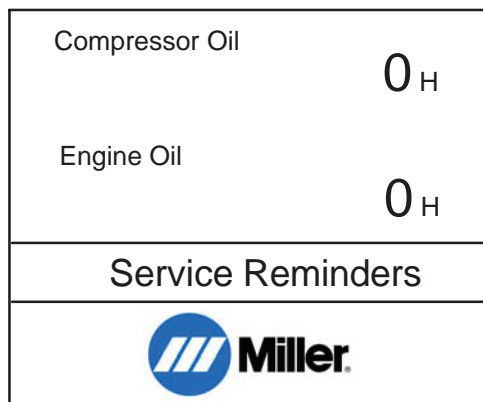 Compressor Oil
0 H
Engine Oil
0 H
Service Reminders
Miller